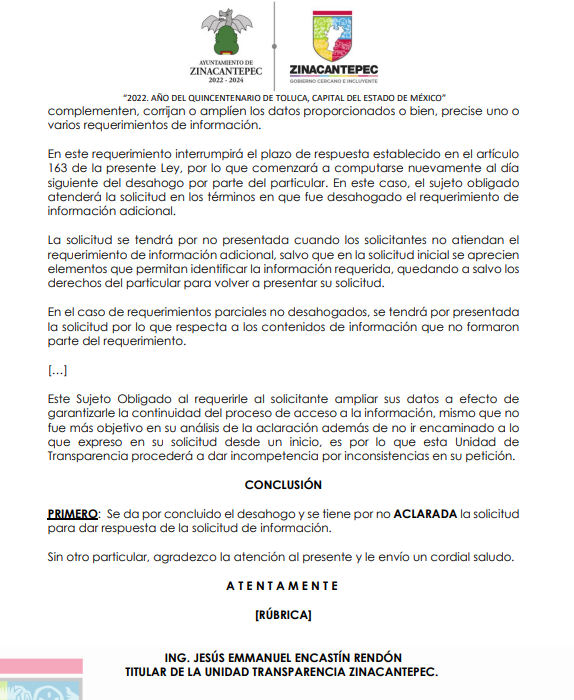 AYUNTAMIENTO DE
ZINACANTEPEC
2022 - 2024
ZINACANTEPEC
GOBIERNO CERCANO E INCLUYENTE
"2022. AÑO DEL QUINCENTENARIO DE TOLUCA, CAPITAL DEL ESTADO DE MÉXICO"
complementen, corrijan o amplíen los datos proporcionados o bien, precise uno o
varios requerimientos de información.
En este requerimiento interrumpirá el plazo de respuesta establecido en el artículo
163 de la presente Ley, por lo que comenzará a computarse nuevamente al día
siguiente del desahogo por parte del particular. En este caso, el sujeto obligado
atenderá la solicitud en los términos en que fue desahogado el requerimiento de
información adicional.
La solicitud se tendrá por no presentada cuando los solicitantes no atiendan el
requerimiento de información adicional, salvo que en la solicitud inicial se aprecien
elementos que permitan identificar la información requerida, quedando a salvo los
derechos del particular para volver a presentar su solicitud.
En el caso de requerimientos parciales no desahogados, se tendrá por presentada
la solicitud por lo que respecta a los contenidos de información que no formaron
parte del requerimiento.
[…]
Este Sujeto Obligado al requerirle al solicitante ampliar sus datos a efecto de
garantizarle la continuidad del proceso de acceso a la información, mismo que no
fue más objetivo en su análisis de la aclaración además de no ir encaminado a lo
que expreso en su solicitud desde un inicio, es por lo que esta Unidad de
Transparencia procederá a dar incompetencia por inconsistencias en su petición.
CONCLUSIÓN
PRIMERO: Se da por concluido el desahogo y se tiene por no ACLARADA la solicitud
para dar respuesta de la solicitud de información.
Sin otro particular, agradezco la atención al presente y le envío un cordial saludo.
A T E N T A M E N T E
[RÚBRICA]
ING. JESÚS EMMANUEL ENCASTÍN RENDÓN
TITULAR DE LA UNIDAD TRANSPARENCIA ZINACANTEPEC.